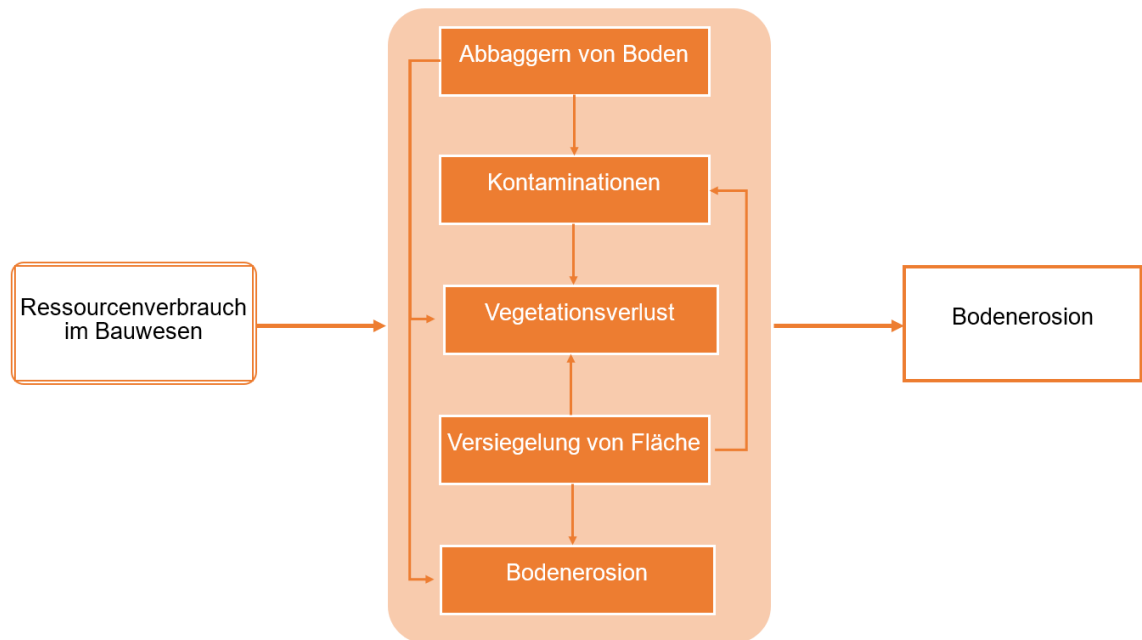 Abbaggern von Boden
Kontaminationen
Ressourcenverbrauch
im Bauwesen
Vegetationsverlust
Bodenerosion
Versiegelung von Fläche
Bodenerosion